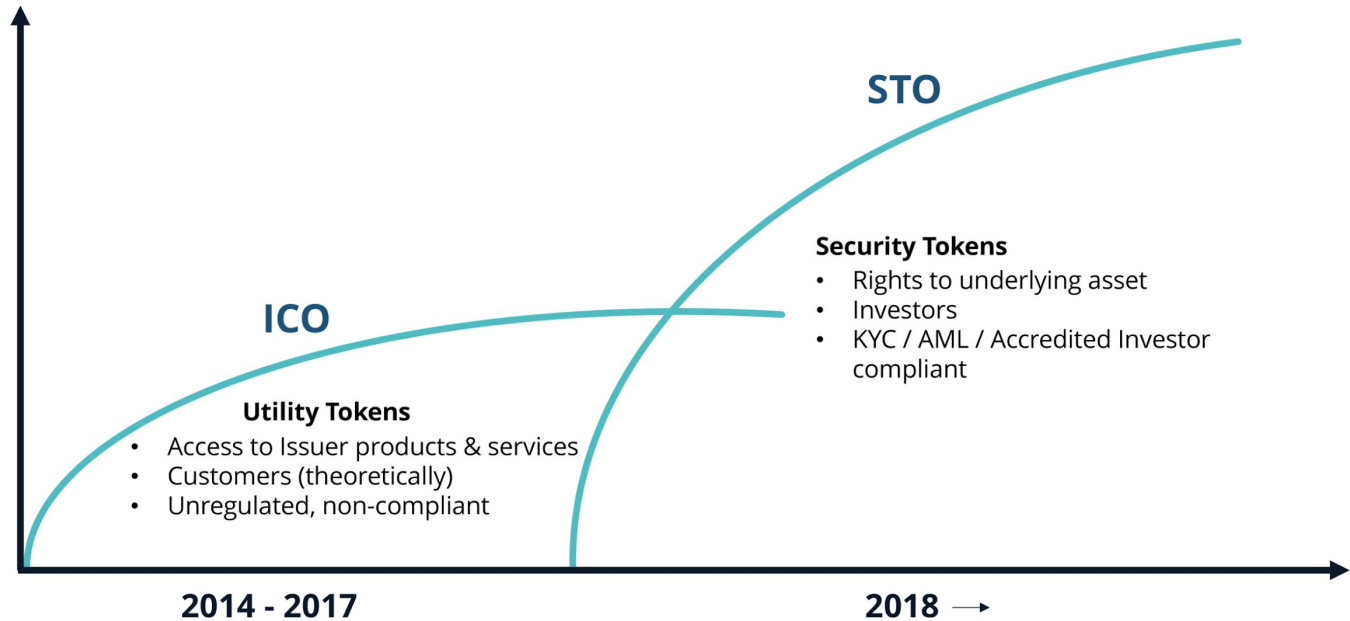 STO
Security Tokens
• Rights to underlying asset
• Investors
• KYC / AML / Accredited Investor
compliant
ICO
Utility Tokens
• Access to Issuer products & services
• Customers (theoretically)
• Unregulated, non-compliant
2014 - 2017
2018 →